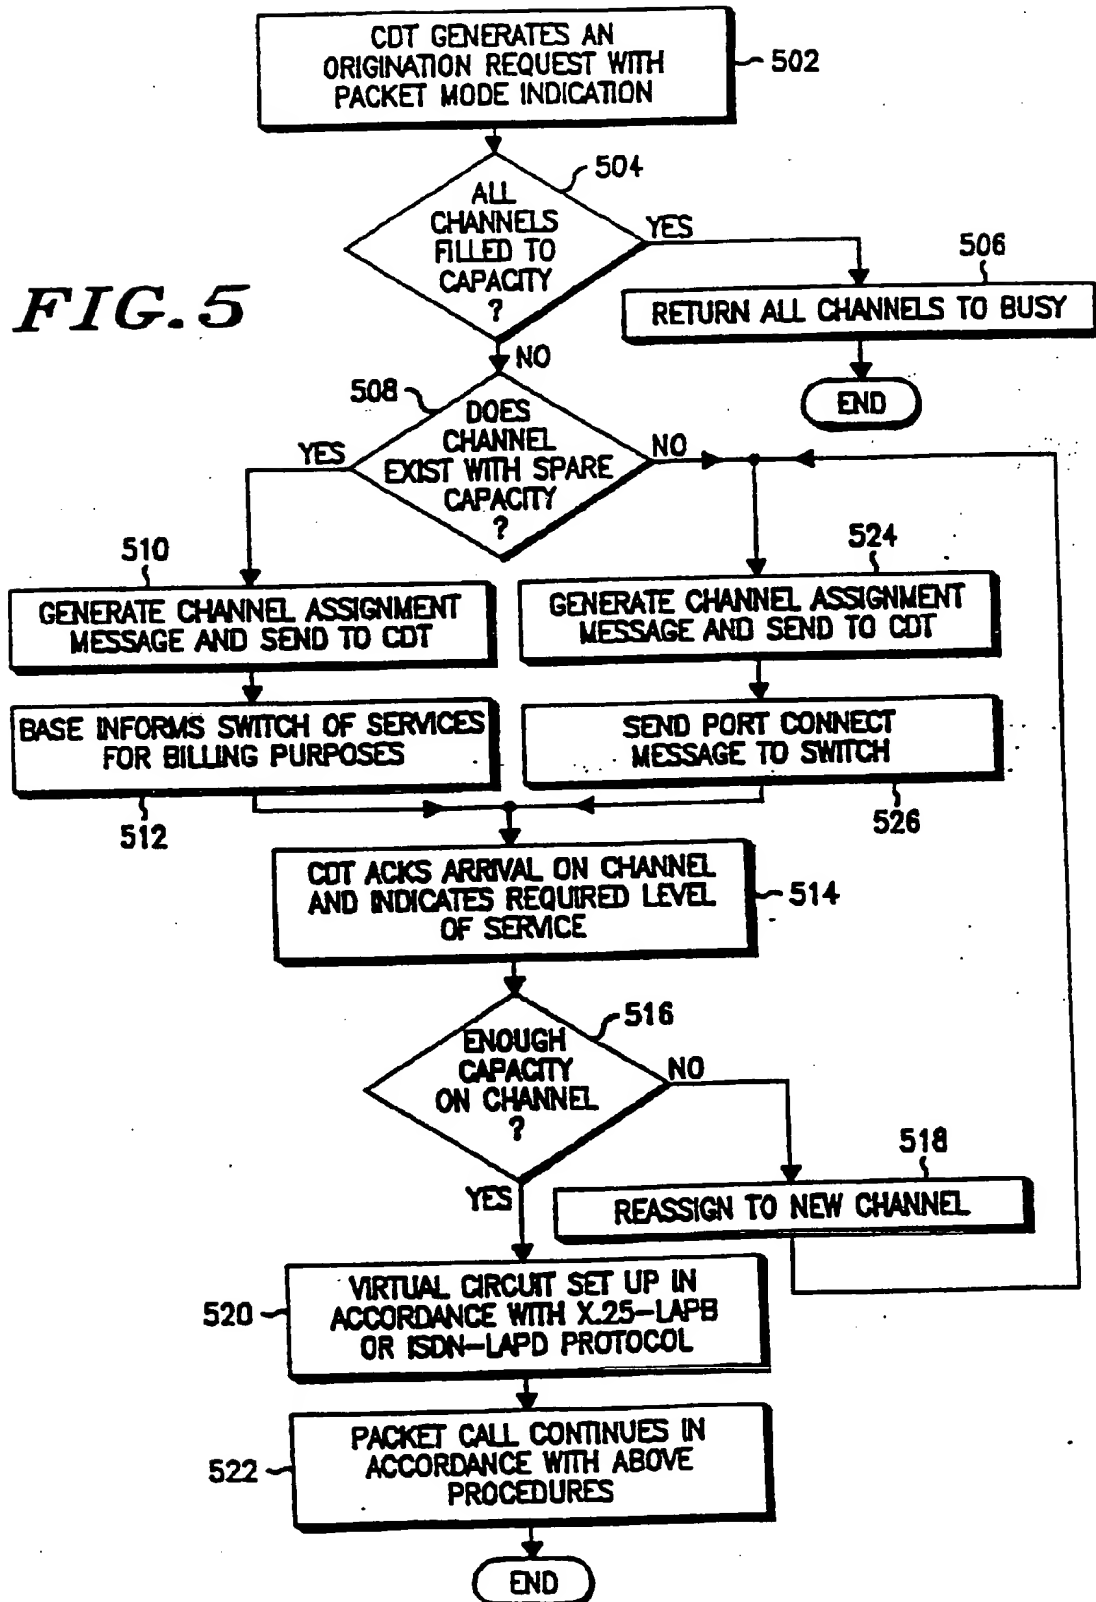 CDT GENERATES AN
ORIGINATION REQUEST WITH
PACKET MODE INDICATION
502
504
ALL
CHANNELS
FILLED TO
CAPACITY
?
YES
506
RETURN ALL CHANNELS TO BUSY
END
FIG.5
NO
508
DOES
CHANNEL
EXIST WITH SPARE
CAPACITY
?
YES
NO
510
GENERATE CHANNEL ASSIGNMENT
MESSAGE AND SEND TO CDT
524
GENERATE CHANNEL ASSIGNMENT
MESSAGE AND SEND TO CDT
BASE INFORMS SWITCH OF SERVICES
FOR BILLING PURPOSES
512
SEND PORT CONNECT
MESSAGE TO SWITCH
526
CDT ACKS ARRIVAL ON CHANNEL
AND INDICATES REQUIRED LEVEL
OF SERVICE
514
516
ENOUGH
CAPACITY
ON CHANNEL
?
NO
518
REASSIGN TO NEW CHANNEL
YES
VIRTUAL CIRCUIT SET UP IN
ACCORDANCE WITH X.25-LAPB
OR ISDN-LAPD PROTOCOL
520
PACKET CALL CONTINUES IN
ACCORDANCE WITH ABOVE
PROCEDURES
522
END